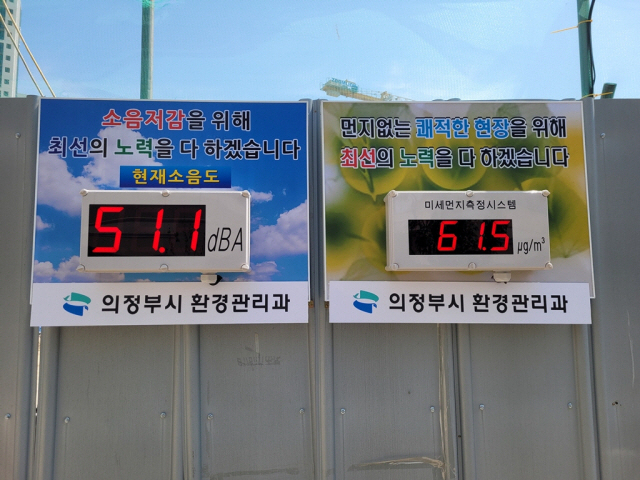 소음저감을 위해
최선의 노력을 다 하겠습니다
현재소음도
51.1 dBA
의정부시 환경관리과
먼지없는 쾌적한 현장을 위해
최선의 노력을 다 하겠습니다
미세먼지측정시스템
61.5 µg/m³
의정부시 환경관리과